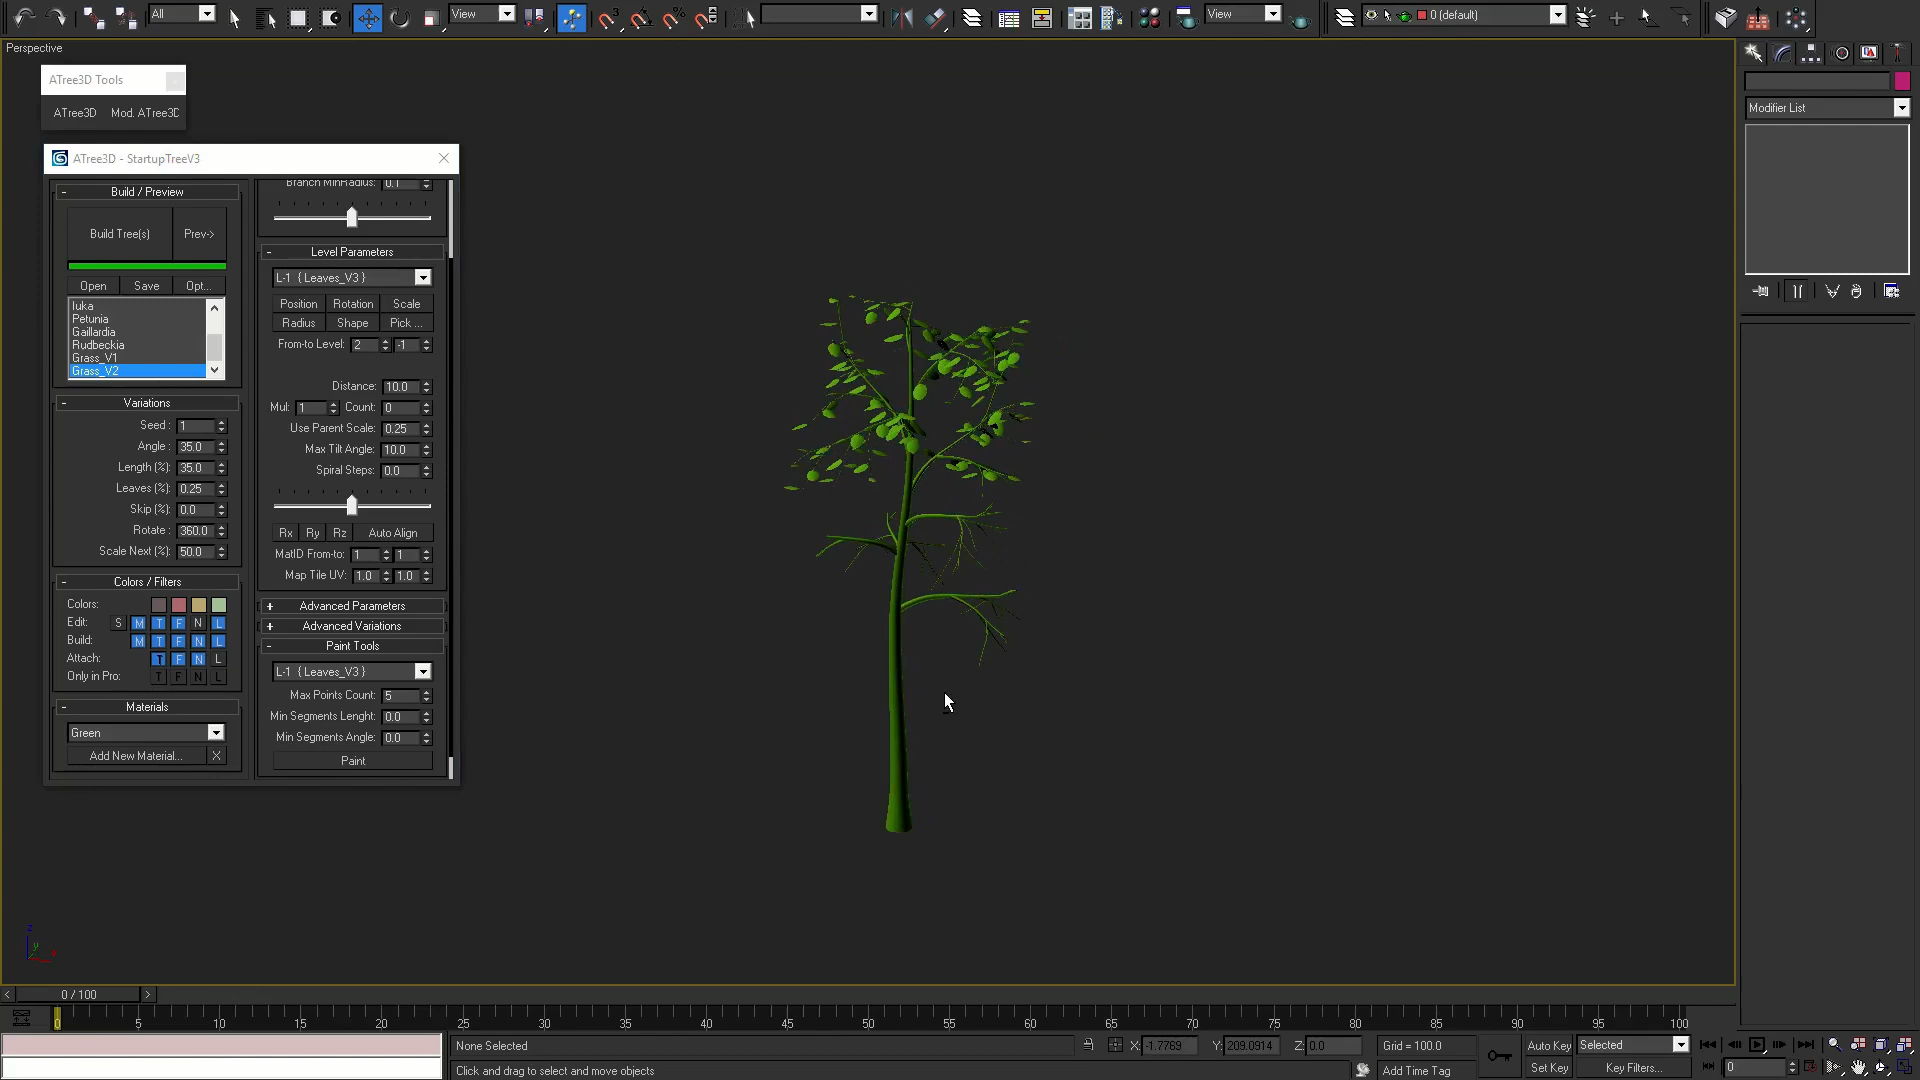 All
View
View
0 (default)
Perspective
ATree3D Tools
ATree3D Mod. ATree3D
ATree3D - StartupTreeV3
Build / Preview
Build Tree(s) Prev->
Open Save Opt...
Iuka
Petunia
Gaillardia
Rudbeckia
Grass_V1
Grass_V2
Variations
Seed : 1
Angle : 35.0
Length (%): 35.0
Leaves (%): 0.25
Skip (%): 0.0
Rotate : 360.0
Scale Next (%): 50.0
Colors / Filters
Colors:
Edit: S M T F N L
Build: M T F N L
Attach: T F N L
Only in Pro: T F N L
Materials
Green
Add New Material... X
Branch MinRadius: 0.1
Level Parameters
L-1 { Leaves_V3 }
Position Rotation Scale
Radius Shape Pick ...
From-to Level: 2 -1
Distance: 10.0
Mul: 1 Count: 0
Use Parent Scale: 0.25
Max Tilt Angle: 10.0
Spiral Steps: 0.0
Rx Ry Rz Auto Align
MatID From-to: 1 1
Map Tile UV: 1.0 1.0
Advanced Parameters
Advanced Variations
Paint Tools
L-1 { Leaves_V3 }
Max Points Count: 5
Min Segments Lenght: 0.0
Min Segments Angle: 0.0
Paint
Modifier List
z
y
x
0 / 100
0 5 10 15 20 25 30 35 40 45 50 55 60 65 70 75 80 85 90 95 100
None Selected
X: -1.7769 Y: 209.0914 Z: 0.0
Grid = 100.0
Auto Key Selected
Click and drag to select and move objects
Add Time Tag
Set Key Key Filters...
0